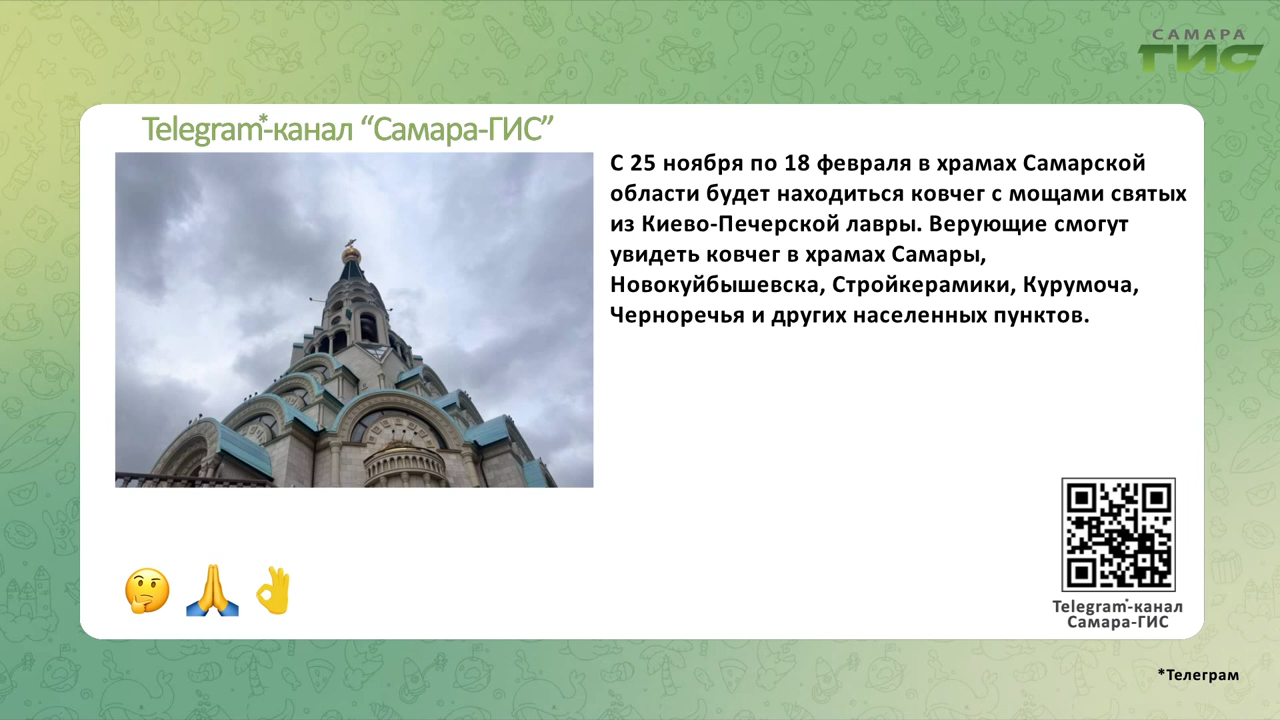 САМАРА
ГИС
Telegram*-канал “Самара-ГИС”
С 25 ноября по 18 февраля в храмах Самарской
области будет находиться ковчег с мощами святых
из Киево-Печерской лавры. Верующие смогут
увидеть ковчег в храмах Самары,
Новокуйбышевска, Стройкерамики, Курумоча,
Черноречья и других населенных пунктов.
Telegram*-канал
Самара-ГИС
*Телеграм